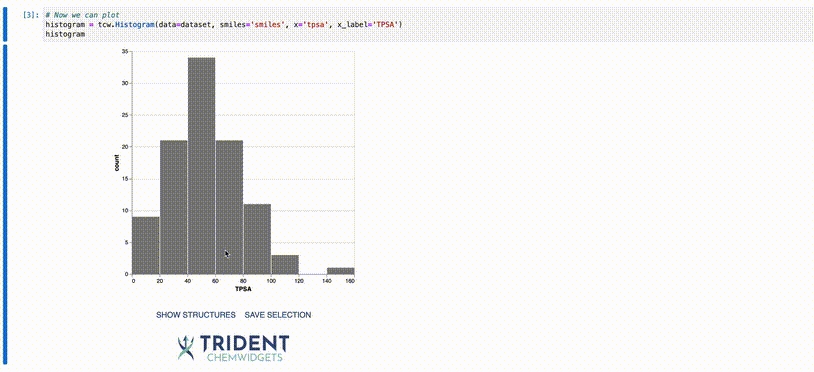 [3]: # Now we can plot
histogram = tcw.Histogram(data=dataset, smiles='smiles', x='tpsa', x_label='TPSA')
histogram
35
30
25
20
15
10
5
0
count
0 20 40 60 80 100 120 140 160
TPSA
SHOW STRUCTURES SAVE SELECTION
TRIDENT
CHEMWIDGETS